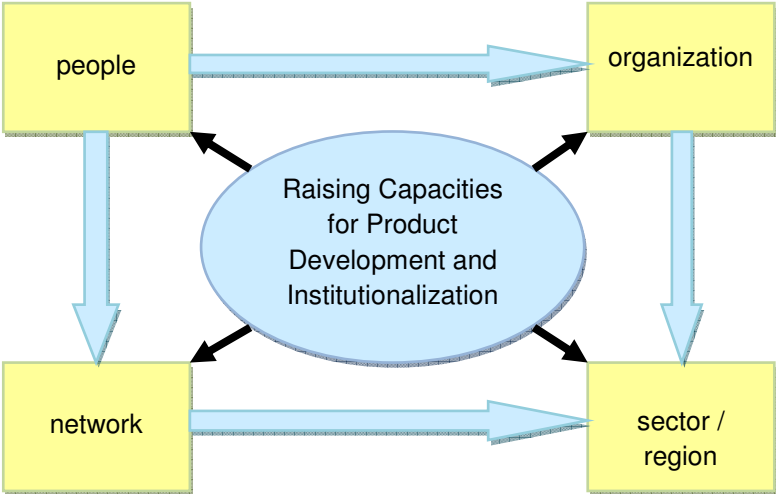 people
organization
Raising Capacities
for Product
Development and
Institutionalization
network
sector /
region